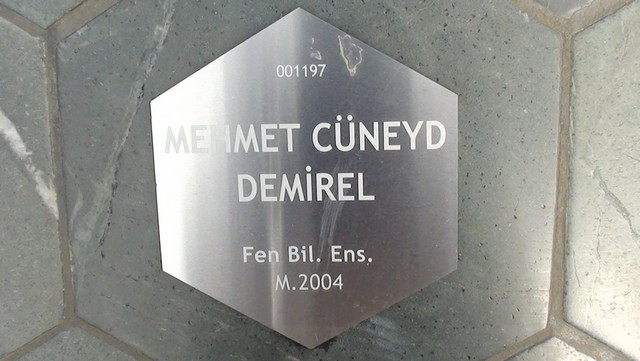 001197
MEHMET CÜNEYD
DEMİREL
Fen Bil. Ens.
M.2004